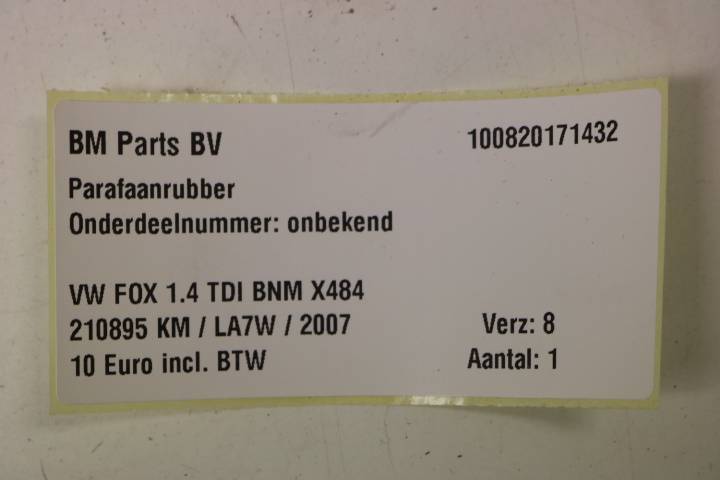 BM Parts BV 100820171432
Parafaanrubber
Onderdeelnummer: onbekend
VW FOX 1.4 TDI BNM X484
210895 KM / LA7W / 2007 Verz: 8
10 Euro incl. BTW Aantal: 1